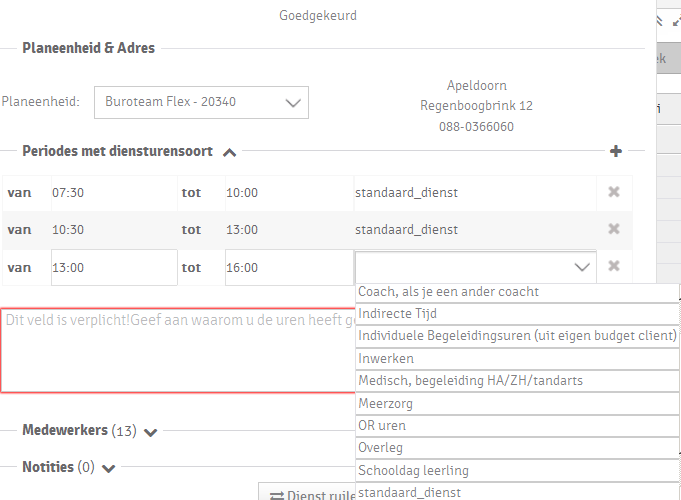 Goedgekeurd
Planeenheid & Adres
Planeenheid:
Buroteam Flex - 20340
Apeldoorn
Regenboogbrink 12
088-0366060
Periodes met diensturensoort
van 07:30 tot 10:00 standaard_dienst
van 10:30 tot 13:00 standaard_dienst
van 13:00 tot 16:00
Coach, als je een ander coacht
Indirecte Tijd
Individuele Begeleidingsuren (uit eigen budget client)
Inwerken
Medisch, begeleiding HA/ZH/tandarts
Meerzorg
OR uren
Overleg
Schooldag leerling
standaard_dienst
Dit veld is verplicht!Geef aan waarom u de uren heeft
Medewerkers (13)
Notities (0)
Dienst ruile